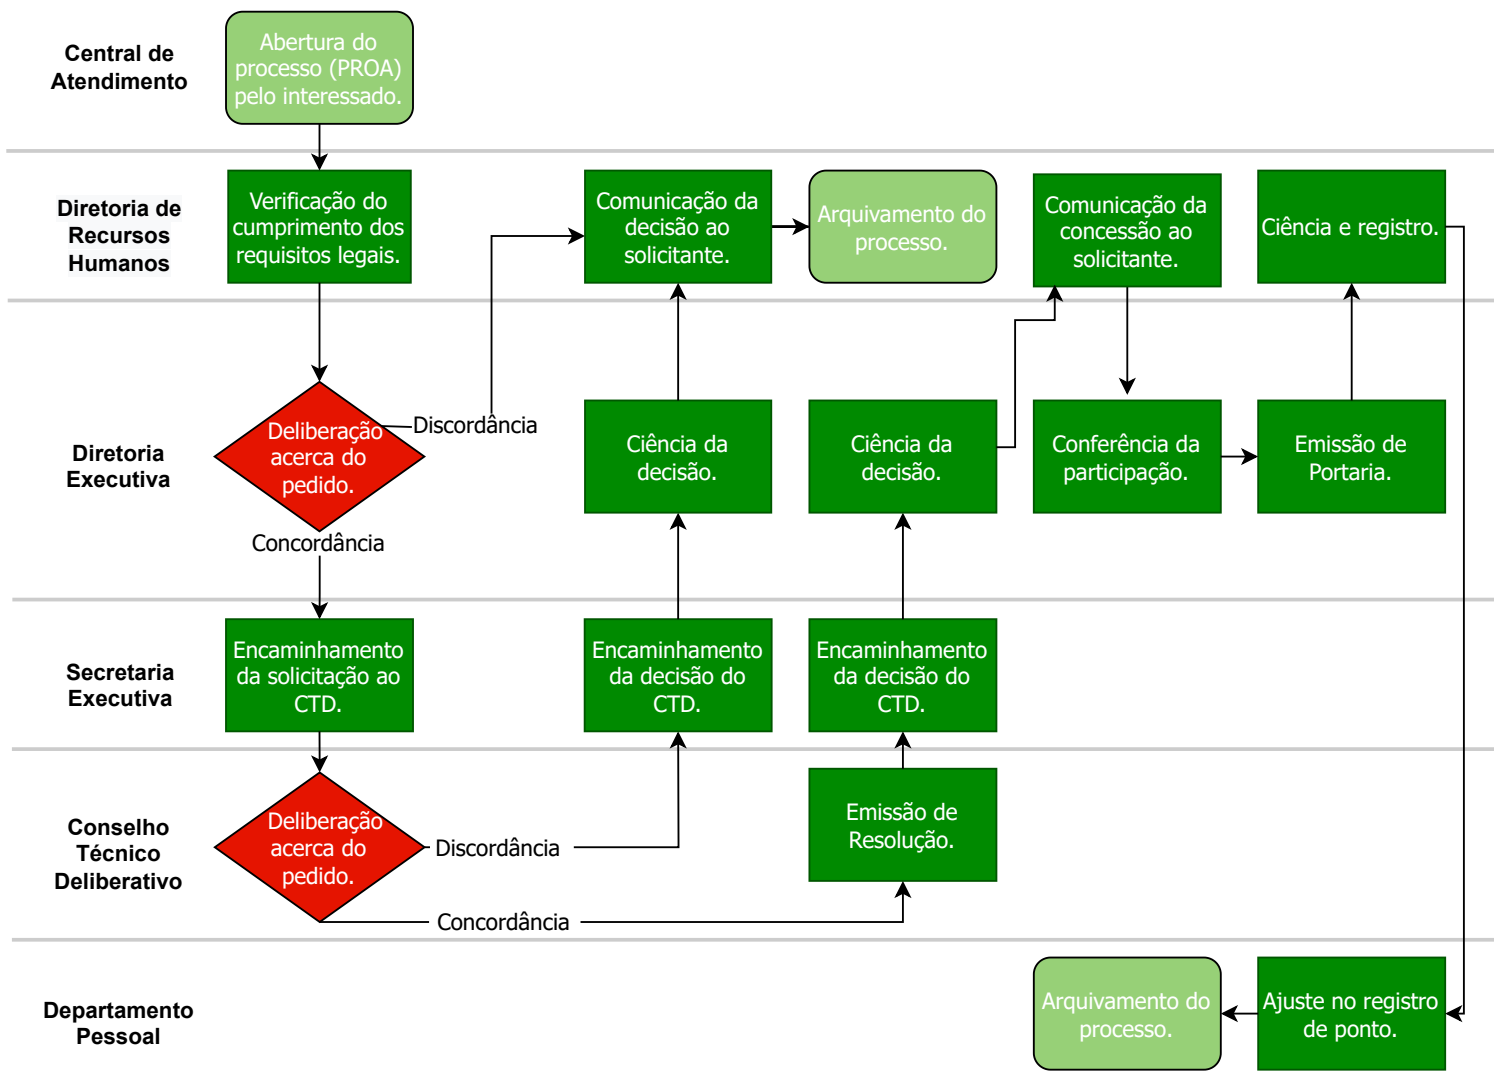 Central de
Atendimento
Abertura do
processo (PROA)
pelo interessado.
Diretoria de
Recursos
Humanos
Verificação do
cumprimento dos
requisitos legais.
Comunicação da
decisão ao
solicitante.
Arquivamento do
processo.
Comunicação da
concessão ao
solicitante.
Ciência e registro.
Diretoria
Executiva
Deliberação
acerca do
pedido.
Discordância
Concordância
Ciência da
decisão.
Ciência da
decisão.
Conferência da
participação.
Emissão de
Portaria.
Secretaria
Executiva
Encaminhamento
da solicitação ao
CTD.
Encaminhamento
da decisão do
CTD.
Encaminhamento
da decisão do
CTD.
Conselho
Técnico
Deliberativo
Deliberação
acerca do
pedido.
Discordância
Concordância
Emissão de
Resolução.
Departamento
Pessoal
Arquivamento do
processo.
Ajuste no registro
de ponto.